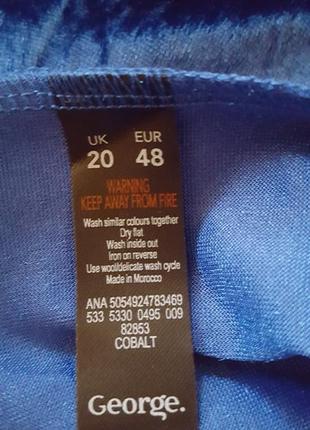 UK EUR
20 48
WARNING
KEEP AWAY FROM FIRE
Wash similar colours together
Dry flat
Wash inside out
Iron on reverse
Use wool/delicate wash cycle
Made in Morocco
ANA 5054924783469
533 5330 0495 009
82853
COBALT
George.